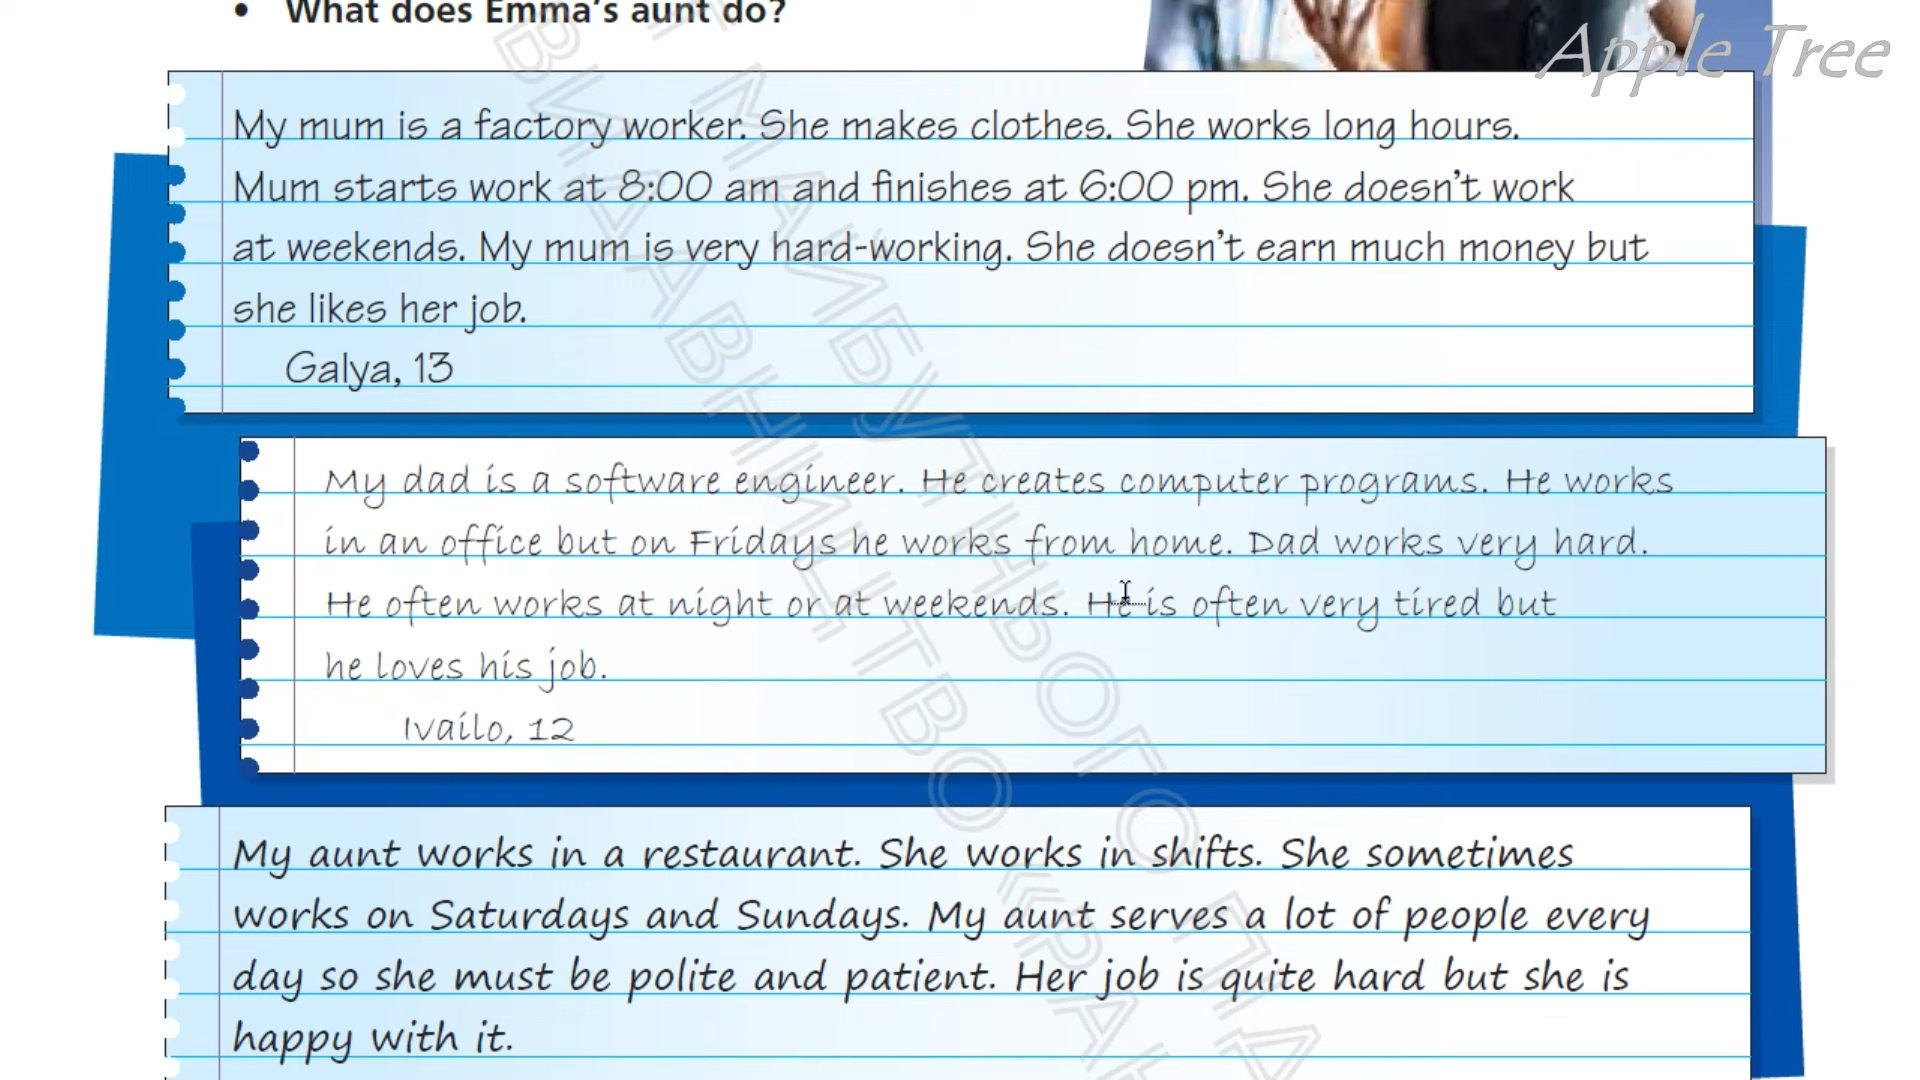 • What does Emma's aunt do?
Apple Tree
My mum is a factory worker. She makes clothes. She works long hours.
Mum starts work at 8:00 am and finishes at 6:00 pm. She doesn't work
at weekends. My mum is very hard-working. She doesn't earn much money but
she likes her job.
Galya, 13
My dad is a software engineer. He creates computer programs. He works
in an office but on Fridays he works from home. Dad works very hard.
He often works at night or at weekends. He is often very tired but
he loves his job.
Ivailo, 12
My aunt works in a restaurant. She works in shifts. She sometimes
works on Saturdays and Sundays. My aunt serves a lot of people every
day so she must be polite and patient. Her job is quite hard but she is
happy with it.
ВИДАВНИЦТВО «РА
МАЙБУТНЬОГО